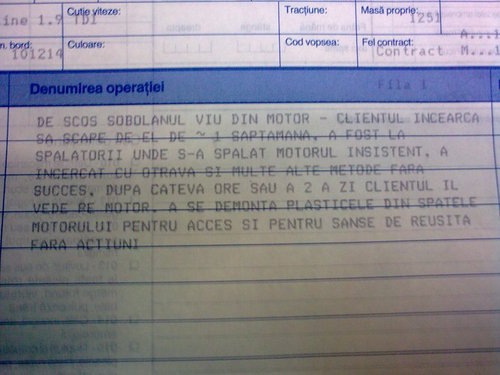 Cutie viteze:
Tracțiune:
Masă proprie:
ine 1.9 TDI
1251
n. bord:
Culoare:
Cod vopsea:
Fel contract:
101214
Contract M...1
Denumirea operației
Fila 1
DE SCOS SOBOLANUL VIU DIN MOTOR - CLIENTUL INCEARCA
SA SCAPE DE EL DE ~ 1 SAPTAMANA. A FOST LA
SPALATORII UNDE S-A SPALAT MOTORUL INSISTENT, A
INCERCAT CU OTRAVA SI MULTE ALTE METODE FARA
SUCCES. DUPA CATEVA ORE SAU A 2 A ZI CLIENTUL IL
VEDE PE MOTOR. A SE DEMONTA PLASTICELE DIN SPATELE
MOTORULUI PENTRU ACCES SI PENTRU SANSE DE REUSITA
FARA ACTIUNI